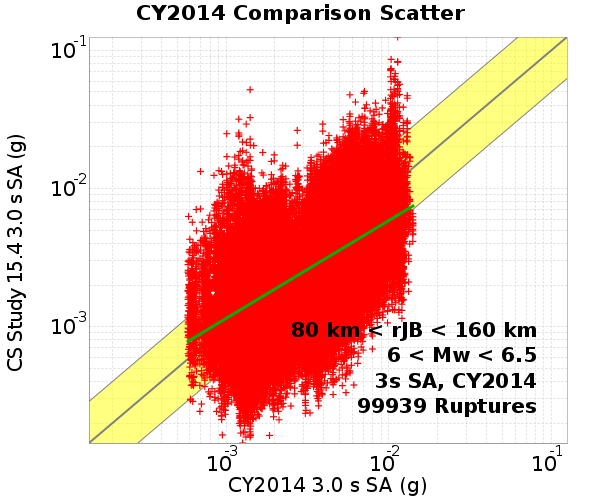 CY2014 Comparison Scatter
10-1
10-2
10-3
CS Study 15.4 3.0 s SA (g)
80 km < rJB < 160 km
6 < Mw < 6.5
3s SA, CY2014
99939 Ruptures
10-3 10-2 10-1
CY2014 3.0 s SA (g)